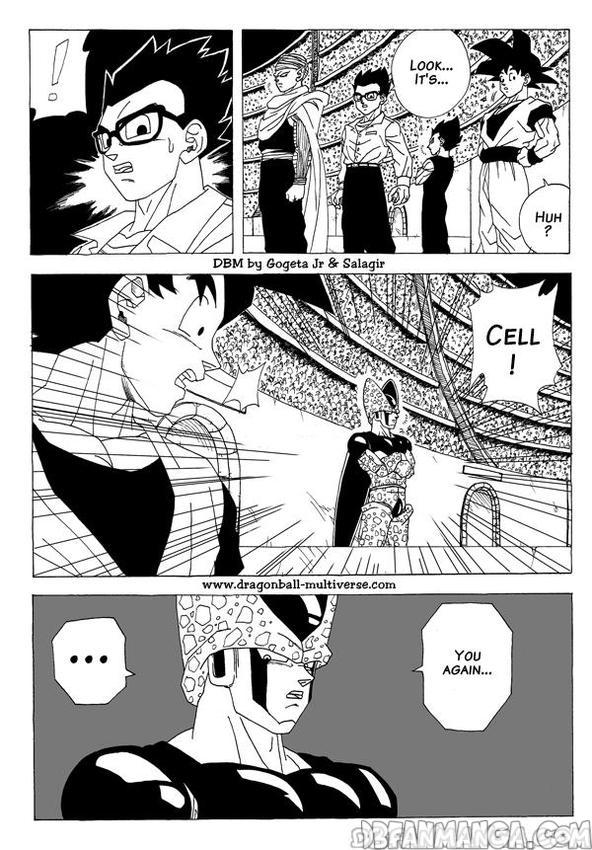 !
LOOK...
IT'S...
HUH
?
DBM by Gogeta Jr & Salagir
CELL
!
www.dragonball-multiverse.com
...
YOU
AGAIN...
DBFANMANGA.COM